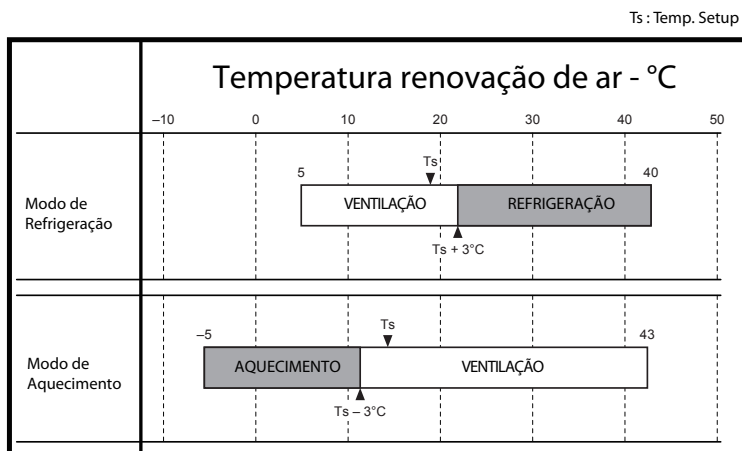 Ts : Temp. Setup
Temperatura renovação de ar - °C
–10 0 10 20 30 40 50
Ts
5 40
Modo de
Refrigeração
VENTILAÇÃO REFRIGERAÇÃO
Ts + 3°C
Ts
–5 43
Modo de
Aquecimento
AQUECIMENTO VENTILAÇÃO
Ts – 3°C